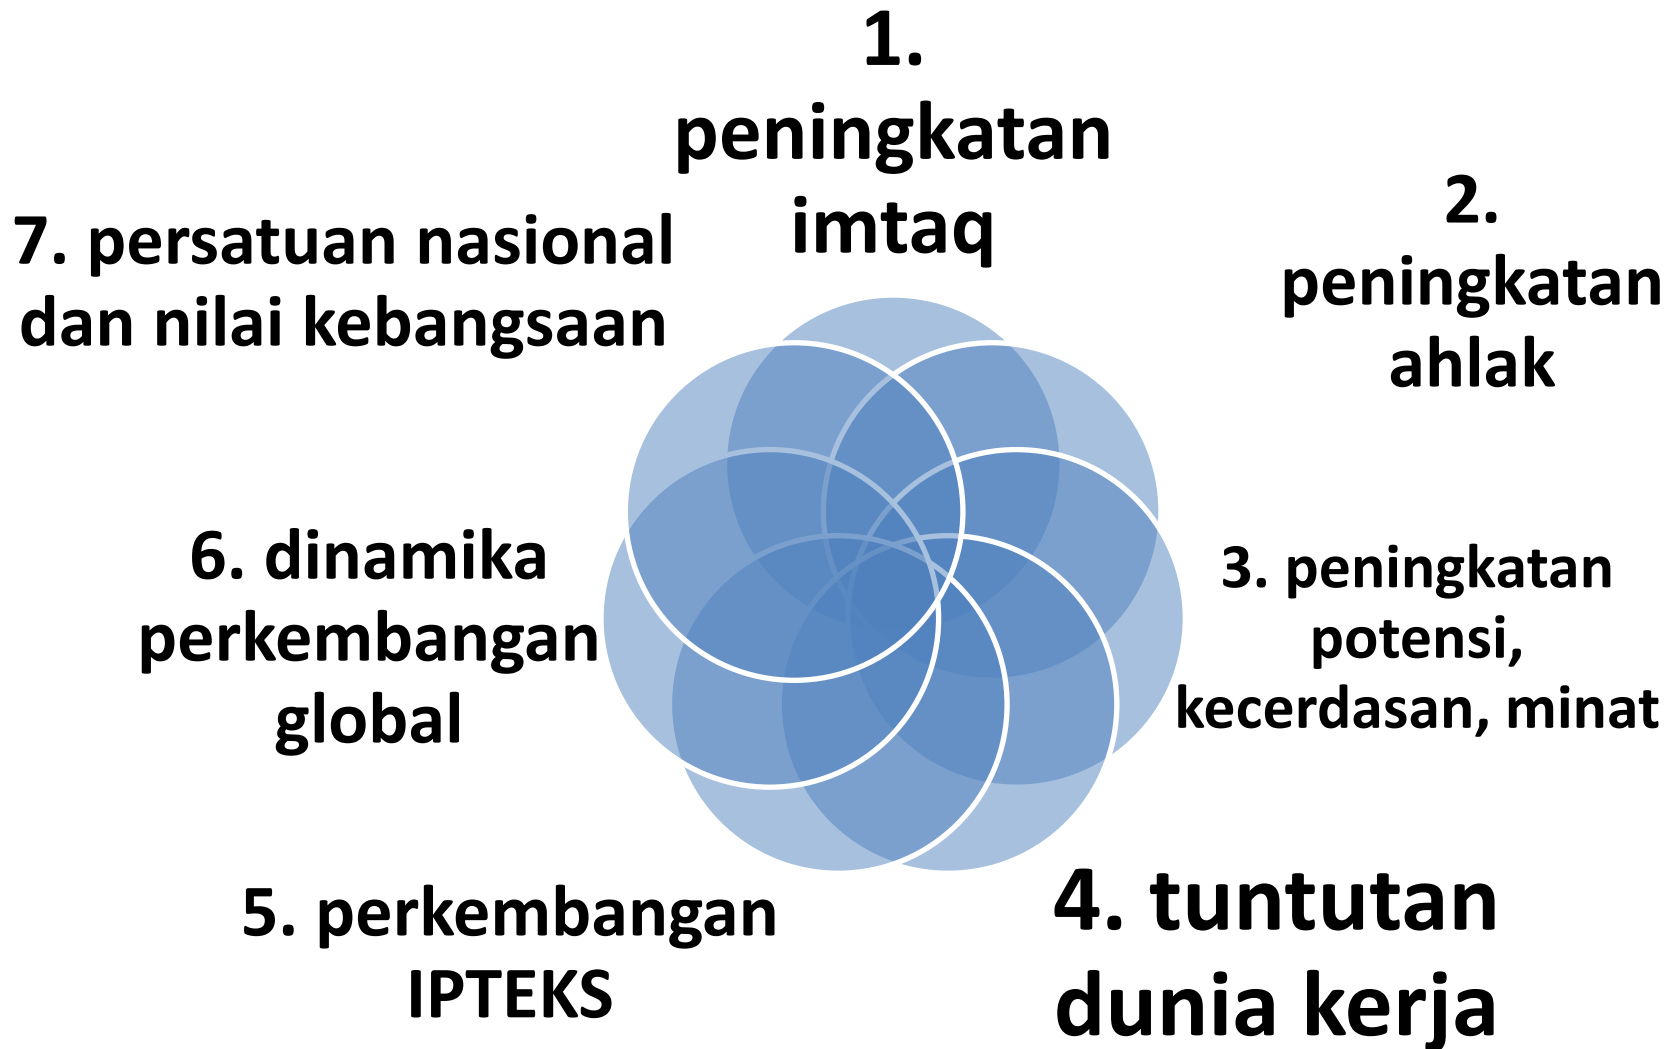 1.
peningkatan
imtaq
2.
peningkatan
ahlak
3. peningkatan
potensi,
kecerdasan, minat
4. tuntutan
dunia kerja
5. perkembangan
IPTEKS
6. dinamika
perkembangan
global
7. persatuan nasional
dan nilai kebangsaan